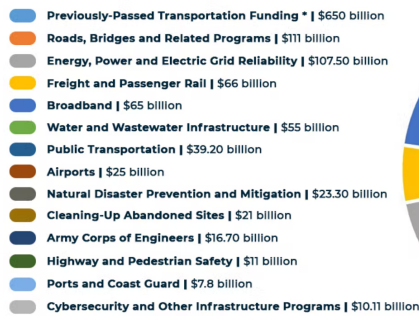 Previously-Passed Transportation Funding * | $650 billion
Roads, Bridges and Related Programs | $111 billion
Energy, Power and Electric Grid Reliability | $107.50 billion
Freight and Passenger Rail | $66 billion
Broadband | $65 billion
Water and Wastewater Infrastructure | $55 billion
Public Transportation | $39.20 billion
Airports | $25 billion
Natural Disaster Prevention and Mitigation | $23.30 billion
Cleaning-Up Abandoned Sites | $21 billion
Army Corps of Engineers | $16.70 billion
Highway and Pedestrian Safety | $11 billion
Ports and Coast Guard | $7.8 billion
Cybersecurity and Other Infrastructure Programs | $10.11 billion